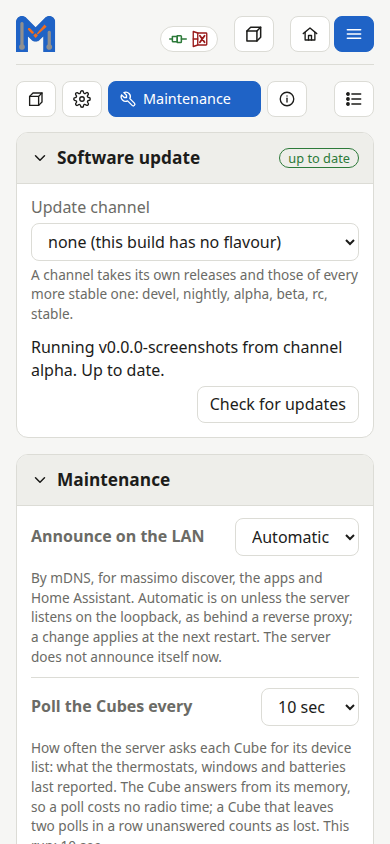 Maintenance
Software update
up to date
Update channel
none (this build has no flavour)
A channel takes its own releases and those of every
more stable one: devel, nightly, alpha, beta, rc,
stable.
Running v0.0.0-screenshots from channel
alpha. Up to date.
Check for updates
Maintenance
Announce on the LAN
Automatic
By mDNS, for massimo discover, the apps and
Home Assistant. Automatic is on unless the server
listens on the loopback, as behind a reverse proxy;
a change applies at the next restart. The server
does not announce itself now.
Poll the Cubes every
10 sec
How often the server asks each Cube for its device
list: what the thermostats, windows and batteries
last reported. The Cube answers from its memory,
so a poll costs no radio time; a Cube that leaves
two polls in a row unanswered counts as lost. This
run: 10 sec